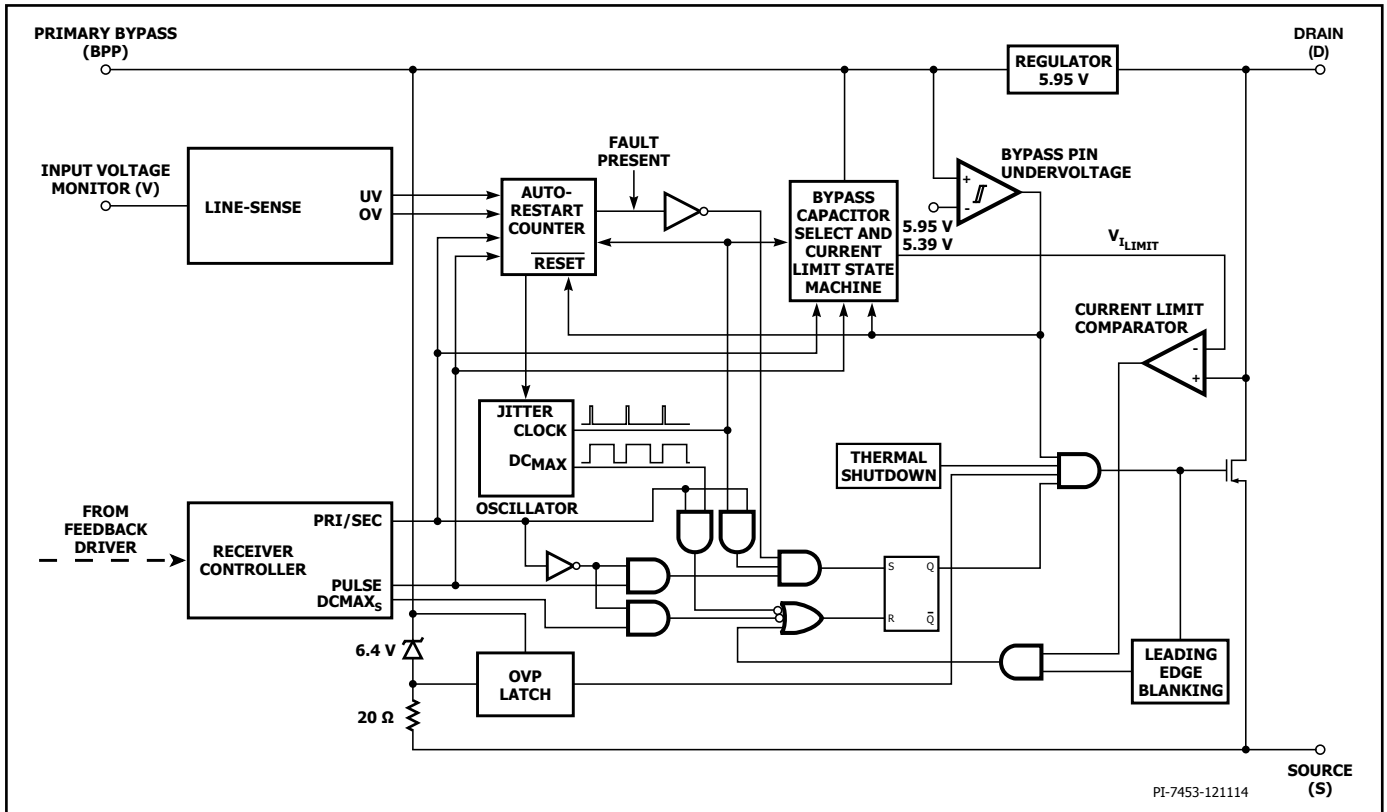 PRIMARY BYPASS
(BPP)
DRAIN
(D)
REGULATOR
5.95 V
INPUT VOLTAGE
MONITOR (V)
LINE-SENSE
UV
OV
AUTO-
RESTART
COUNTER
RESET
FAULT
PRESENT
BYPASS
CAPACITOR
SELECT AND
CURRENT
LIMIT STATE
MACHINE
+
-
5.95 V
5.39 V
BYPASS PIN
UNDERVOLTAGE
VILIMIT
CURRENT LIMIT
COMPARATOR
-
+
JITTER
CLOCK
DCMAX
OSCILLATOR
THERMAL
SHUTDOWN
FROM
FEEDBACK
DRIVER
RECEIVER
CONTROLLER
PRI/SEC
PULSE
DCMAXS
S Q
R Q̅
6.4 V
OVP
LATCH
20 Ω
LEADING
EDGE
BLANKING
SOURCE
(S)
PI-7453-121114